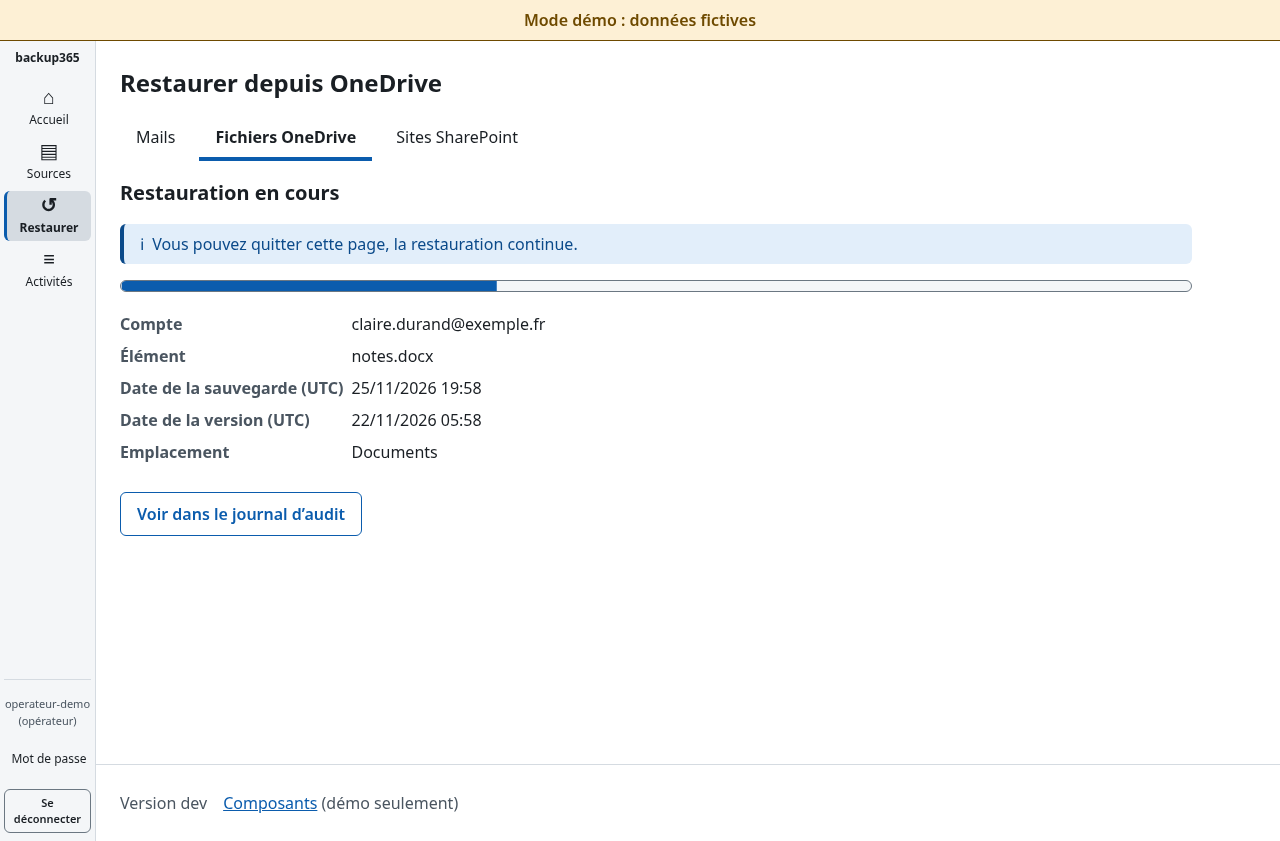 Mode démo : données fictives
backup365
Accueil
Sources
Restaurer
Activités
operateur-demo
(opérateur)
Mot de passe
Se
déconnecter
Restaurer depuis OneDrive
Mails Fichiers OneDrive Sites SharePoint
Restauration en cours
i Vous pouvez quitter cette page, la restauration continue.
Compte claire.durand@exemple.fr
Élément notes.docx
Date de la sauvegarde (UTC) 25/11/2026 19:58
Date de la version (UTC) 22/11/2026 05:58
Emplacement Documents
Voir dans le journal d’audit
Version dev Composants (démo seulement)